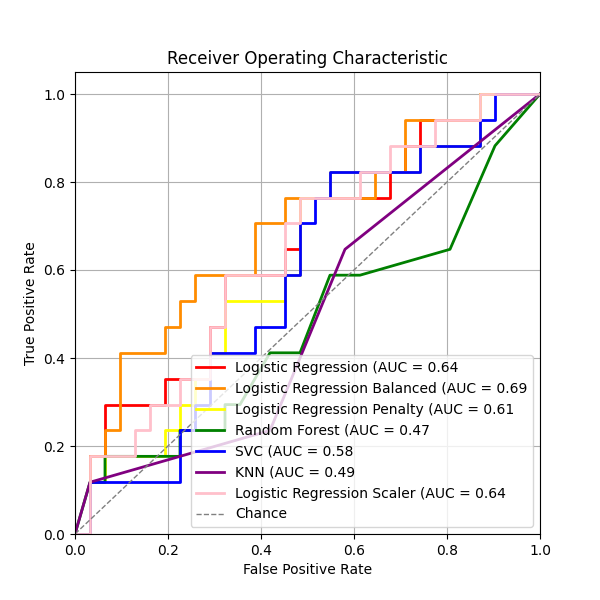 Receiver Operating Characteristic
True Positive Rate
1.0
0.8
0.6
0.4
0.2
0.0
Logistic Regression (AUC = 0.64
Logistic Regression Balanced (AUC = 0.69
Logistic Regression Penalty (AUC = 0.61
Random Forest (AUC = 0.47
SVC (AUC = 0.58
KNN (AUC = 0.49
Logistic Regression Scaler (AUC = 0.64
Chance
0.0 0.2 0.4 0.6 0.8 1.0
False Positive Rate